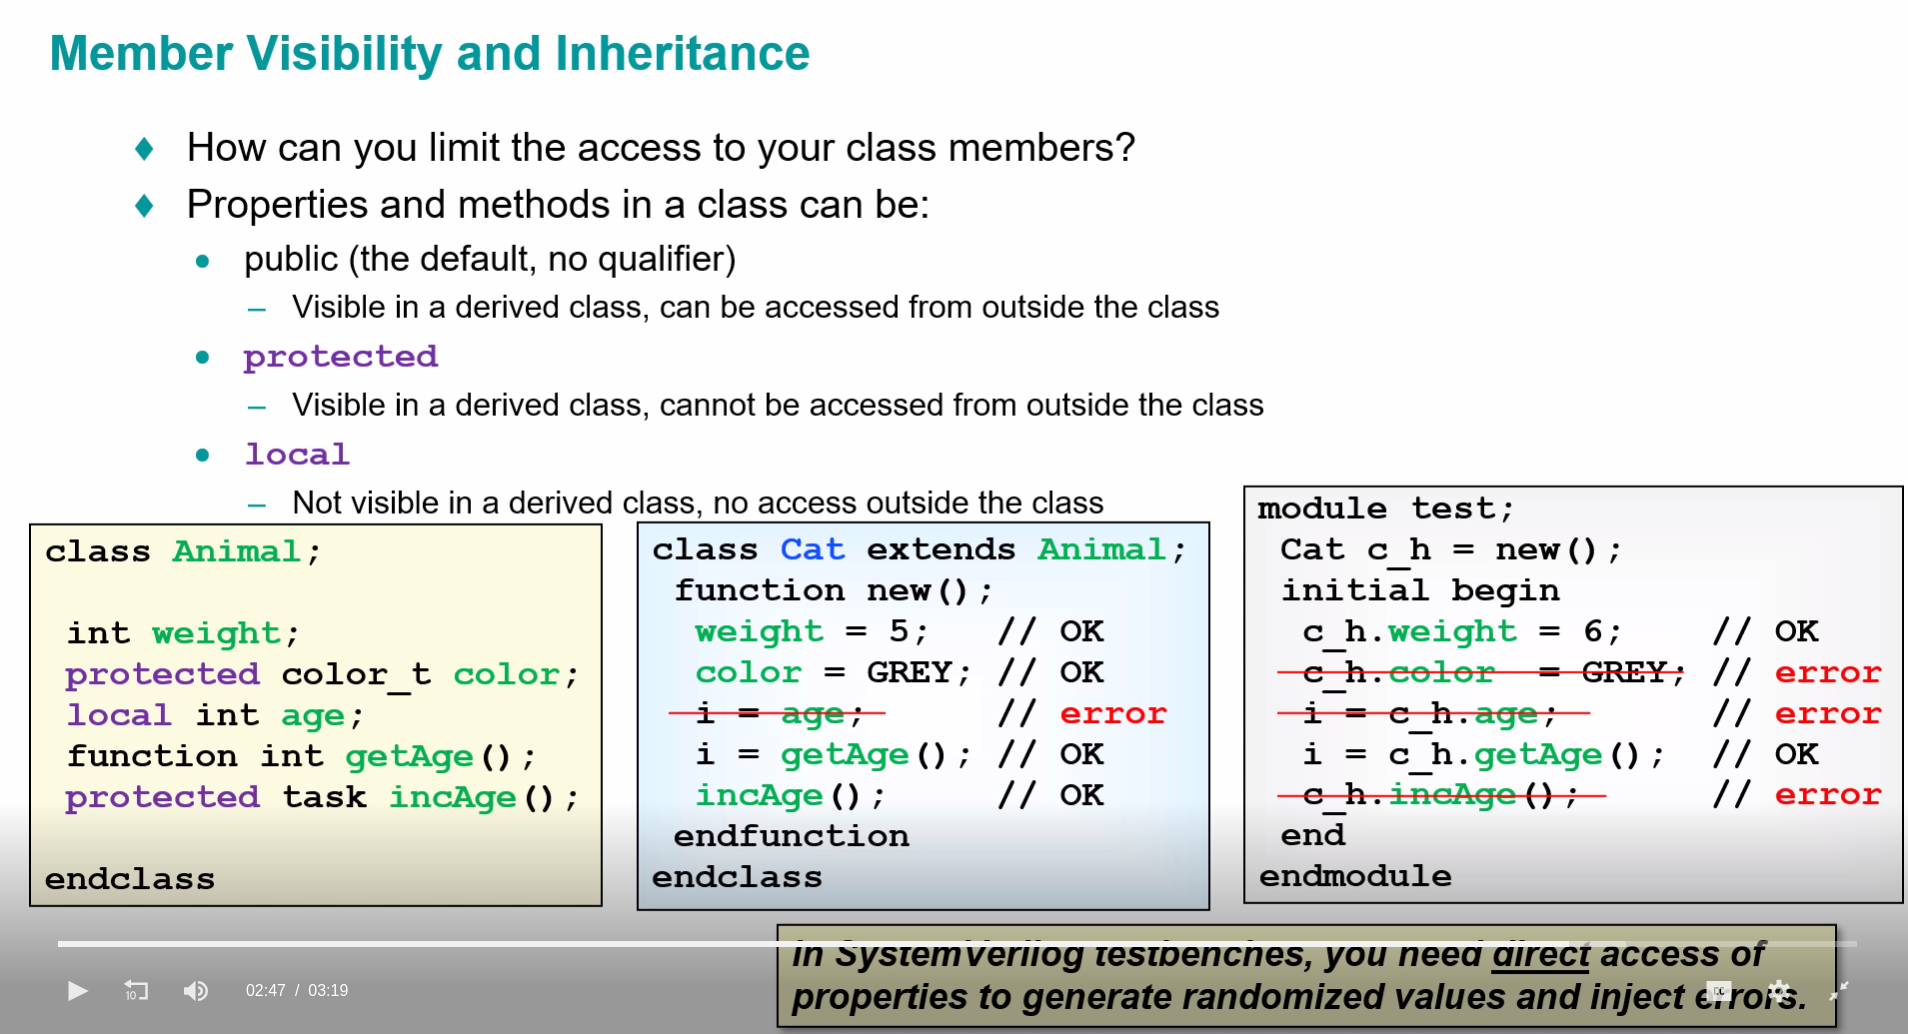 Member Visibility and Inheritance
How can you limit the access to your class members?
Properties and methods in a class can be:
public (the default, no qualifier)
– Visible in a derived class, can be accessed from outside the class
protected
– Visible in a derived class, cannot be accessed from outside the class
local
– Not visible in a derived class, no access outside the class
class Animal;
int weight;
protected color_t color;
local int age;
function int getAge();
protected task incAge();
endclass
class Cat extends Animal;
function new();
weight = 5; // OK
color = GREY; // OK
i = age; // error
i = getAge(); // OK
incAge(); // OK
endfunction
endclass
module test;
Cat c_h = new();
initial begin
c_h.weight = 6; // OK
c_h.color = GREY; // error
i = c_h.age; // error
i = c_h.getAge(); // OK
c_h.incAge(); // error
end
endmodule
In SystemVerilog testbenches, you need direct access of
properties to generate randomized values and inject errors.
10
02:47 / 03:19
CC